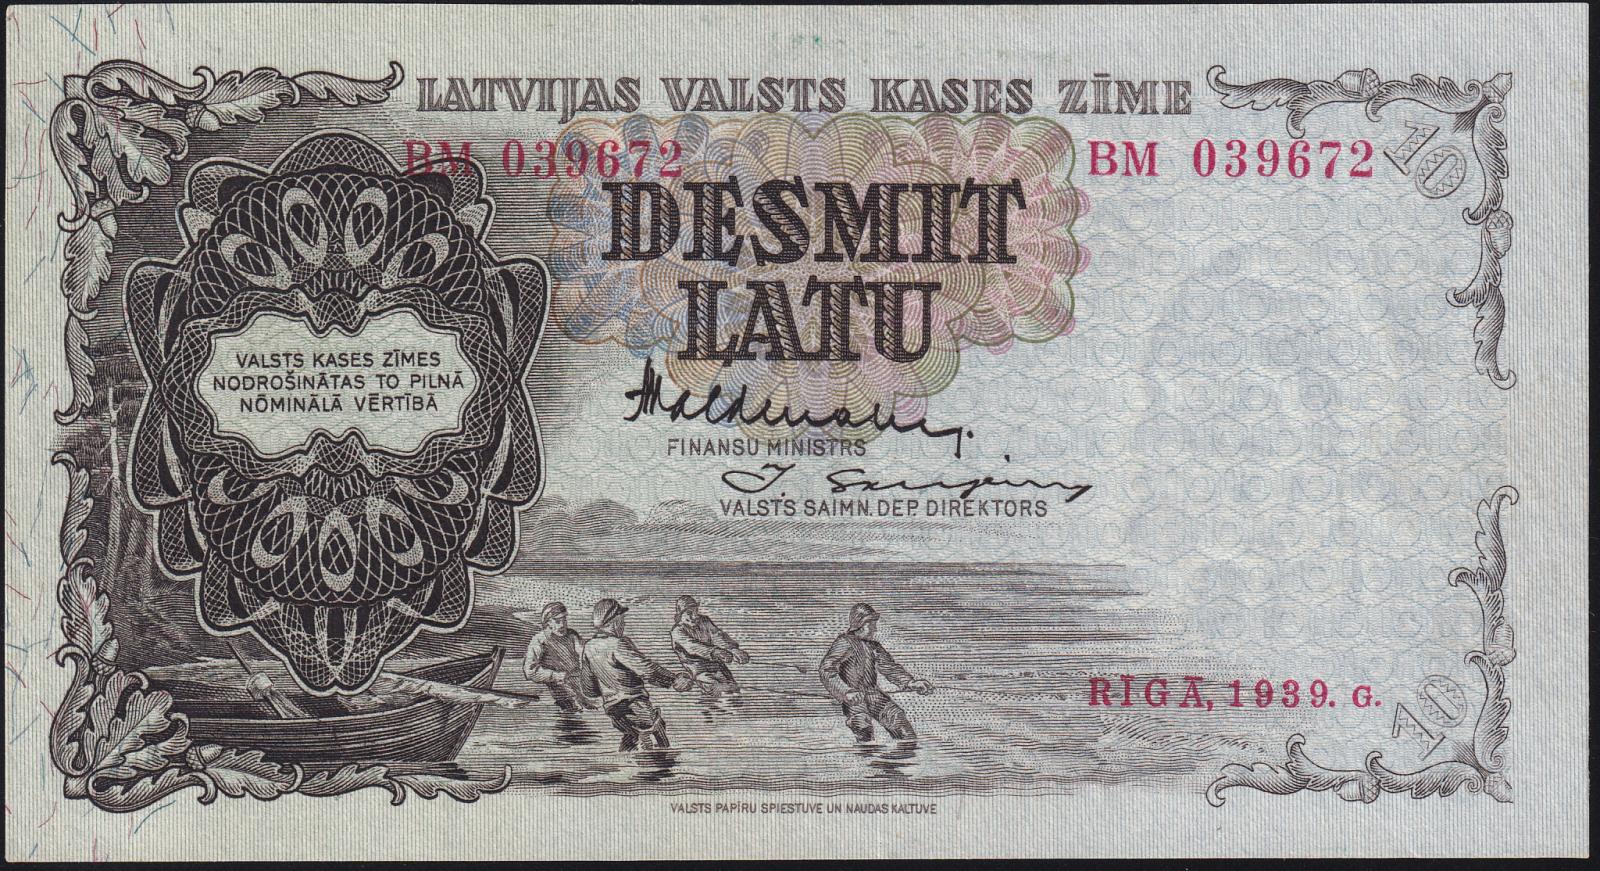 LATVIJAS VALSTS KASES ZĪME
BM 039672
BM 039672
10
DESMIT
LATU
VALSTS KASES ZĪMES
NODROŠINĀTAS TO PILNĀ
NŌMINĀLĀ VĒRTĪBĀ
FINANSU MINISTRS
VALSTS SAIMN. DEP. DIREKTORS
RĪGĀ, 1939. G.
10
VALSTS PAPĪRU SPIESTUVE UN NAUDAS KALTUVE